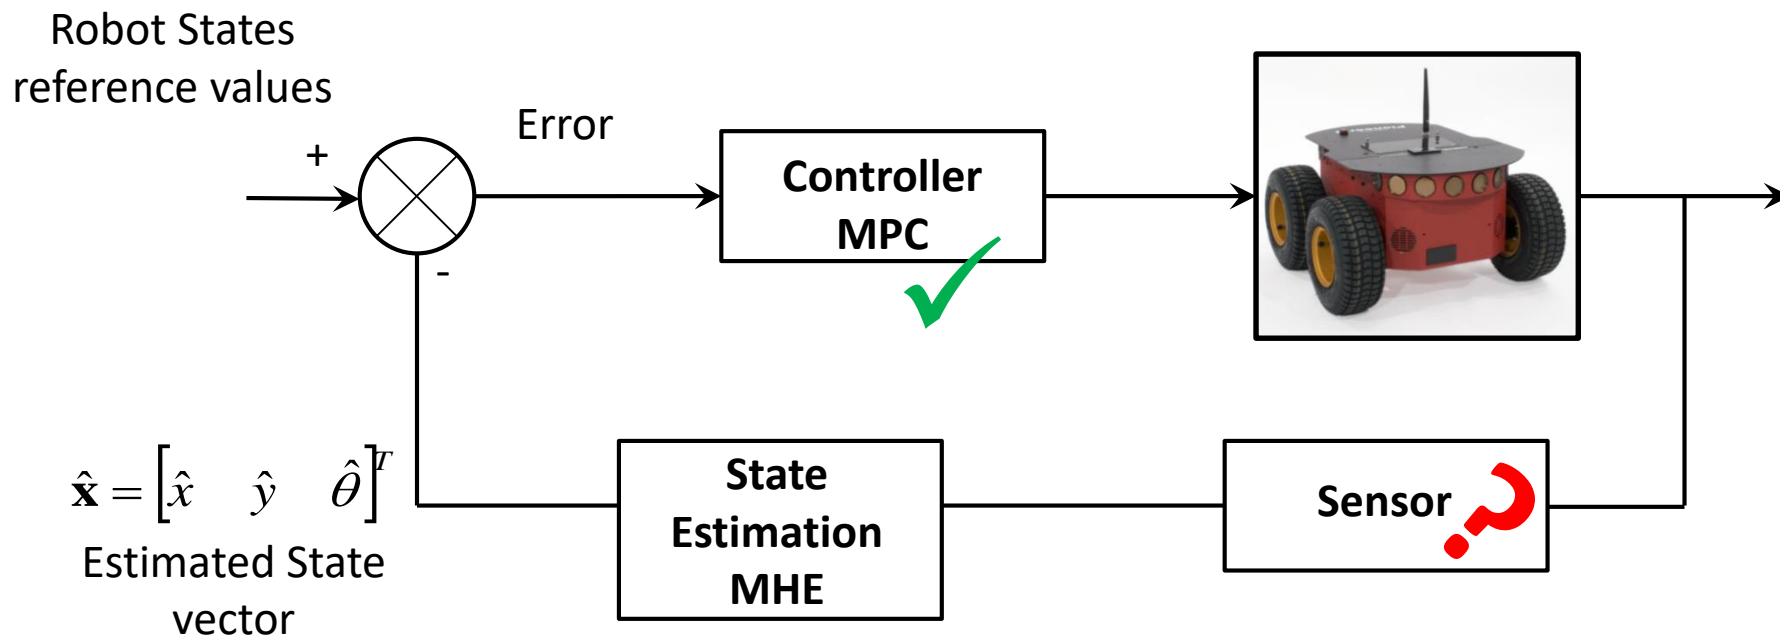 Robot States
reference values
+
Error
-
Controller
MPC
State
Estimation
MHE
Sensor ?
x̂ = [x̂ ŷ θ̂]ᵀ
Estimated State
vector